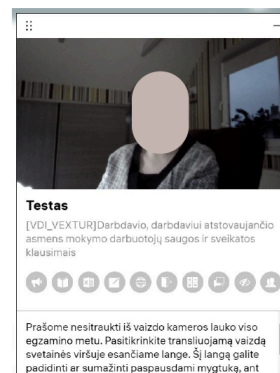 Testas
[VDI_VEXTUR]Darbdavio, darbdaviui atstovaujančio
asmens mokymo darbuotojų saugos ir sveikatos
klausimais
Prašome nesitraukti iš vaizdo kameros lauko viso
egzamino metu. Pasitikrinkite transliuojamą vaizdą
svetainės viršuje esančiame lange. Šį langą galite
padidinti ar sumažinti paspausdami mygtuką, ant